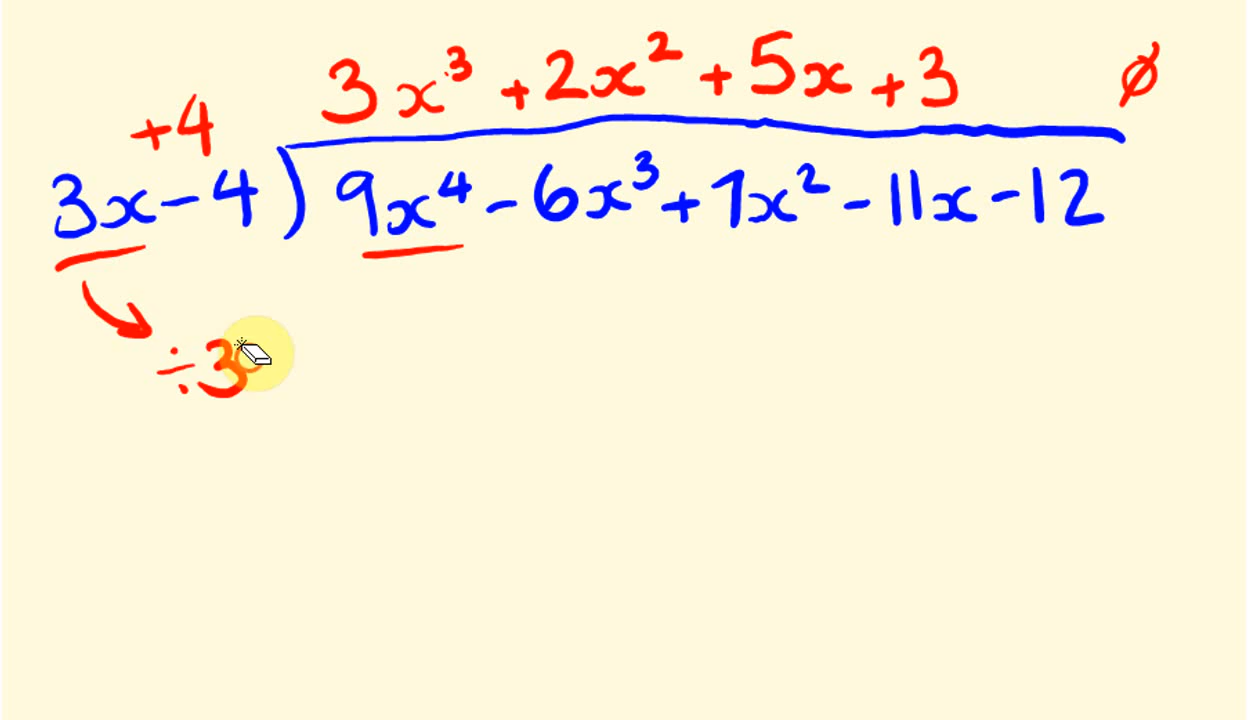 3x³ + 2x² + 5x + 3 Ø
+4
3x - 4 ) 9x⁴ - 6x³ + 7x² - 11x - 12
÷3